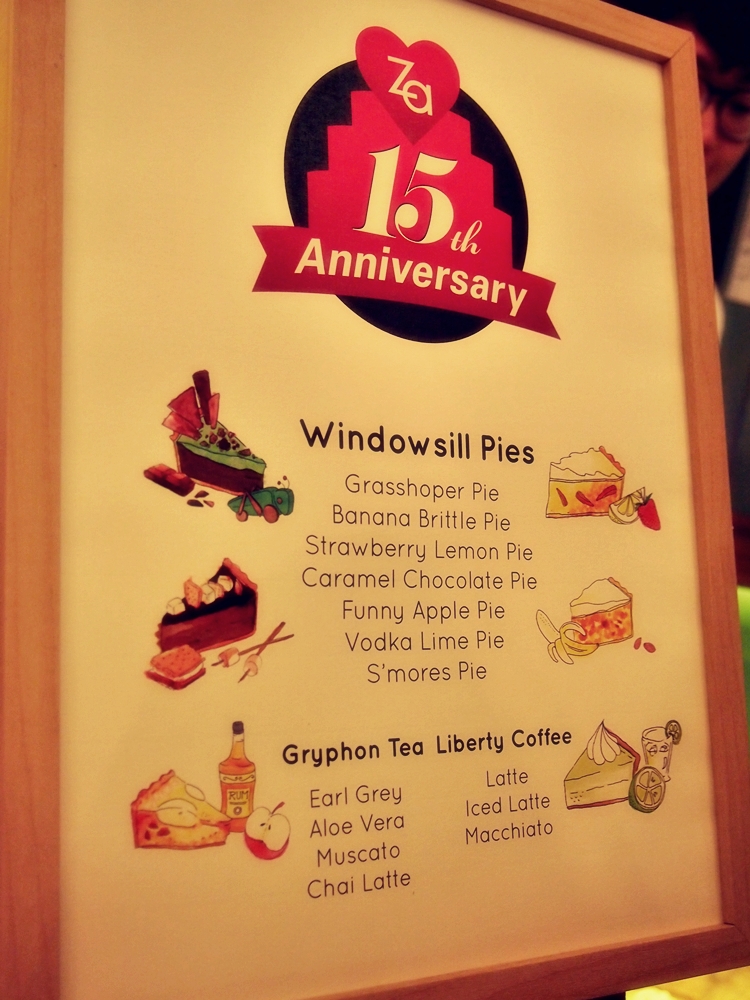 Za
15th
Anniversary
Windowsill Pies
Grasshoper Pie
Banana Brittle Pie
Strawberry Lemon Pie
Caramel Chocolate Pie
Funny Apple Pie
Vodka Lime Pie
S'mores Pie
Gryphon Tea
Earl Grey
Aloe Vera
Muscato
Chai Latte
Liberty Coffee
Latte
Iced Latte
Macchiato
RUM